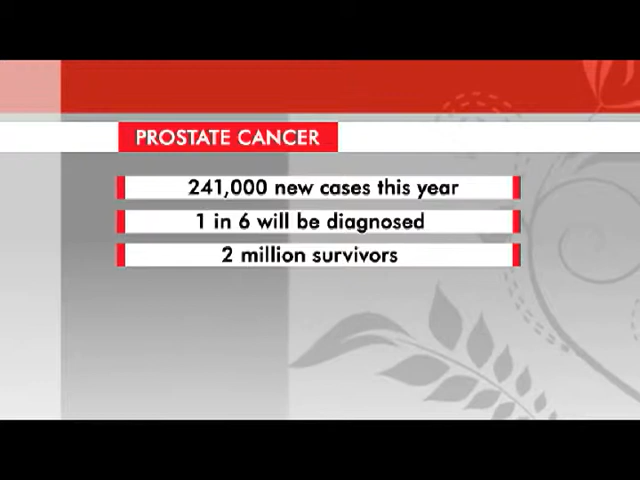 PROSTATE CANCER
241,000 new cases this year
1 in 6 will be diagnosed
2 million survivors